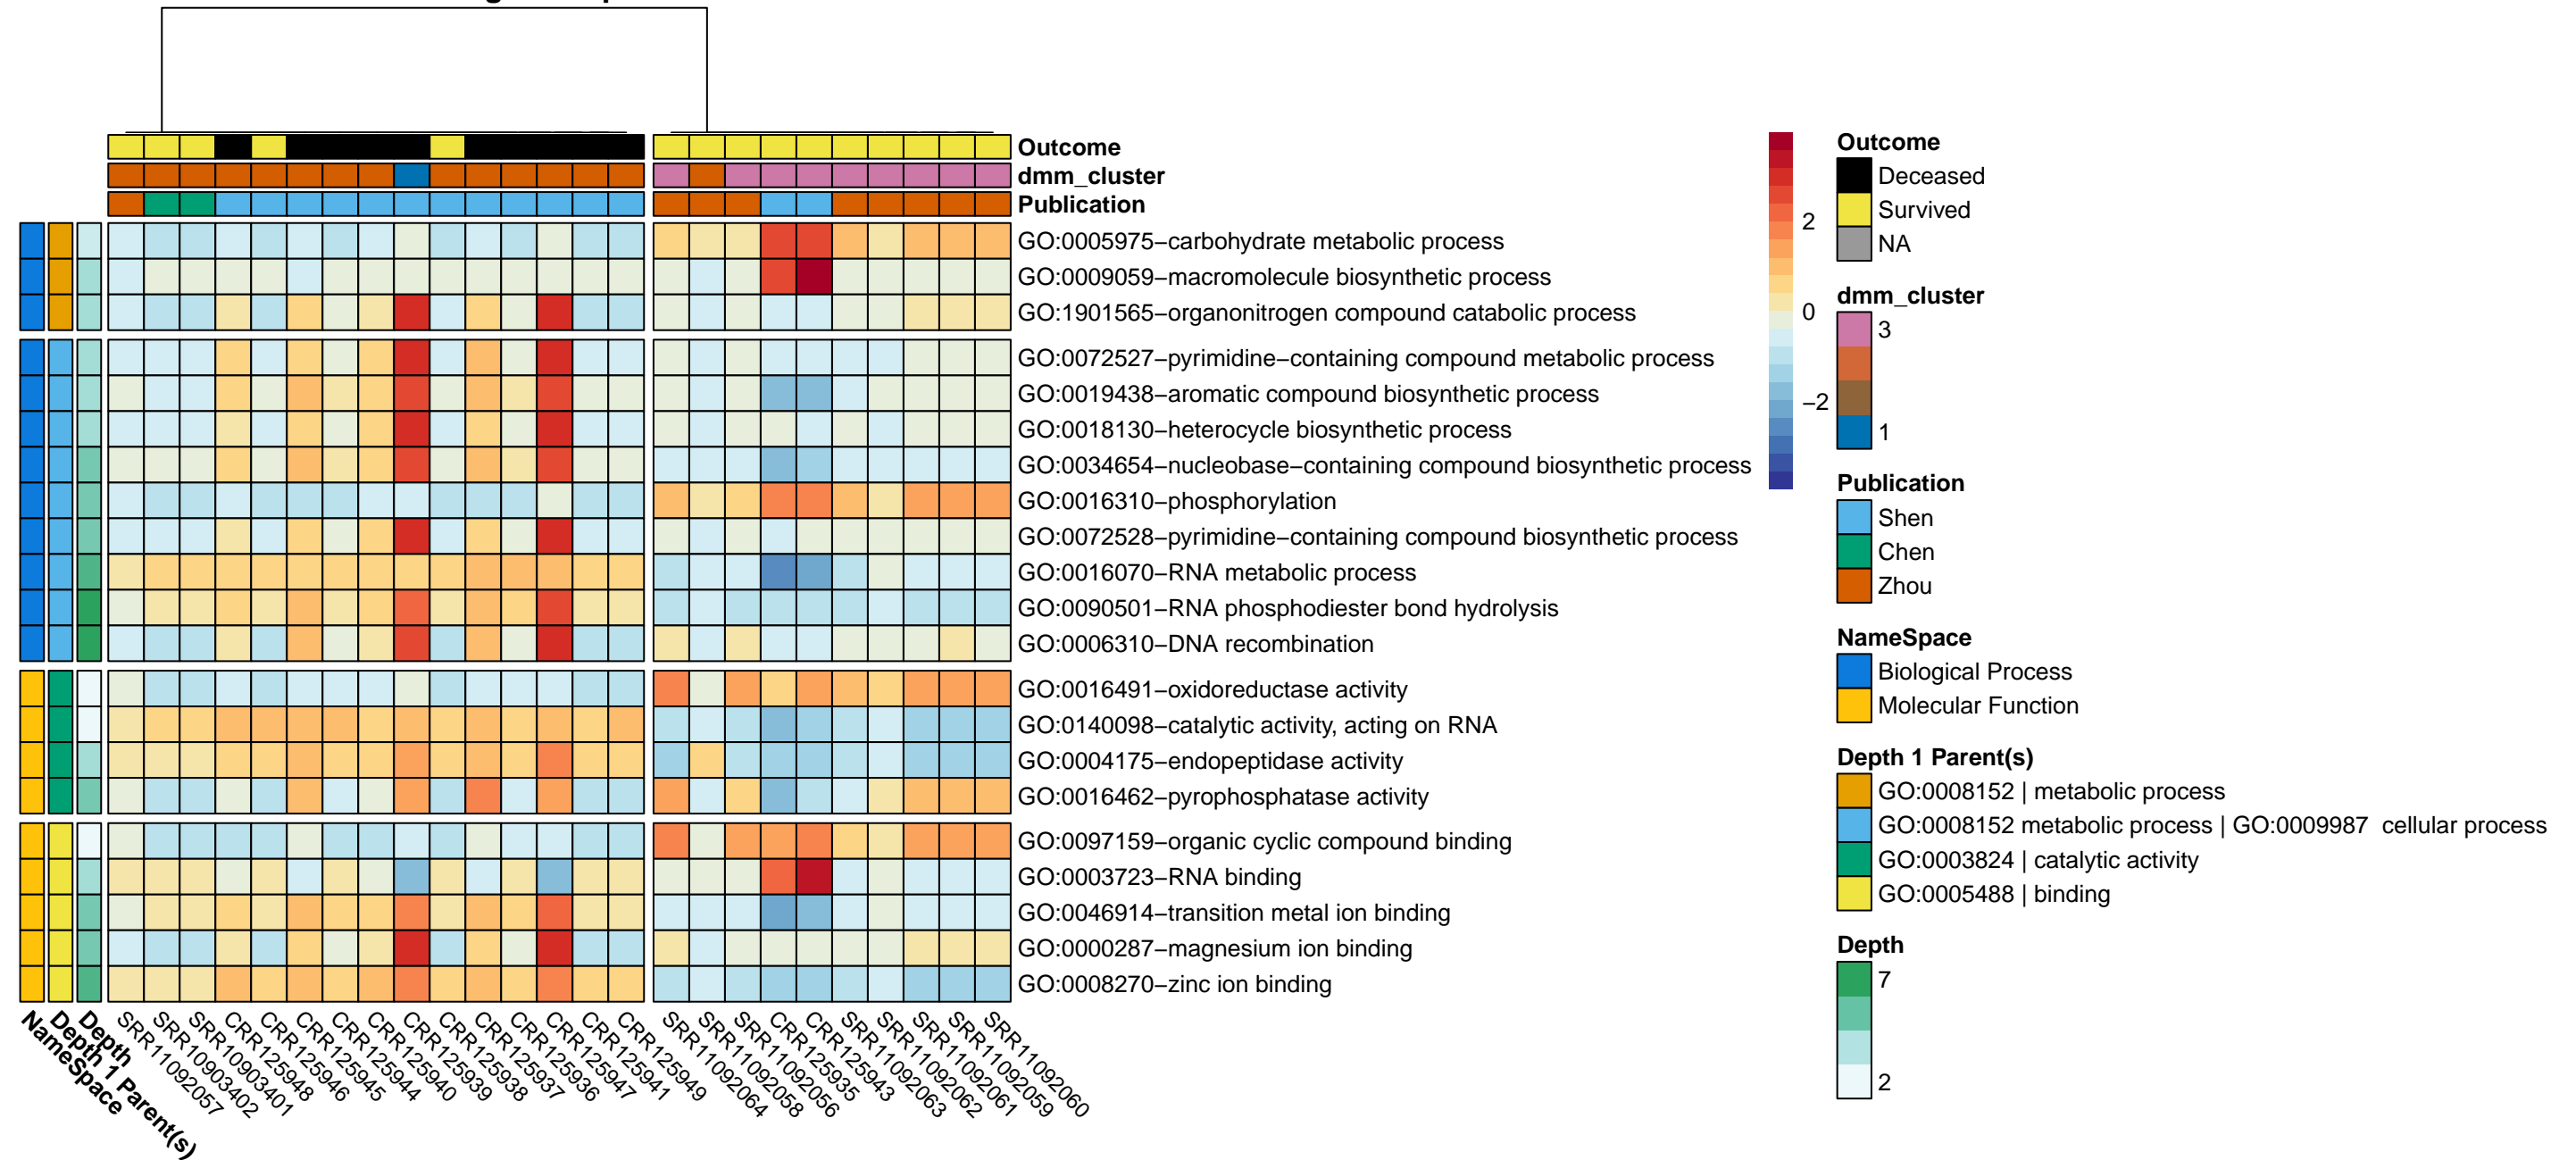 Outcome
dmm_cluster
Publication
GO:0005975−carbohydrate metabolic process
GO:0009059−macromolecule biosynthetic process
GO:1901565−organonitrogen compound catabolic process
GO:0072527−pyrimidine−containing compound metabolic process
GO:0019438−aromatic compound biosynthetic process
GO:0018130−heterocycle biosynthetic process
GO:0034654−nucleobase−containing compound biosynthetic process
GO:0016310−phosphorylation
GO:0072528−pyrimidine−containing compound biosynthetic process
GO:0016070−RNA metabolic process
GO:0090501−RNA phosphodiester bond hydrolysis
GO:0006310−DNA recombination
GO:0016491−oxidoreductase activity
GO:0140098−catalytic activity, acting on RNA
GO:0004175−endopeptidase activity
GO:0016462−pyrophosphatase activity
GO:0097159−organic cyclic compound binding
GO:0003723−RNA binding
GO:0046914−transition metal ion binding
GO:0000287−magnesium ion binding
GO:0008270−zinc ion binding
NameSpace
Depth 1 Parent(s)
Depth
SRR11092057
SRR10903402
SRR10903401
CRR125948
CRR125946
CRR125945
CRR125944
CRR125940
CRR125939
CRR125938
CRR125937
CRR125936
CRR125947
CRR125941
CRR125949
SRR11092064
SRR11092058
SRR11092056
CRR125935
CRR125943
SRR11092063
SRR11092062
SRR11092061
SRR11092059
SRR11092060
2
0
−2
Outcome
Deceased
Survived
NA
dmm_cluster
3
1
Publication
Shen
Chen
Zhou
NameSpace
Biological Process
Molecular Function
Depth 1 Parent(s)
GO:0008152 | metabolic process
GO:0008152 metabolic process | GO:0009987 cellular process
GO:0003824 | catalytic activity
GO:0005488 | binding
Depth
7
2